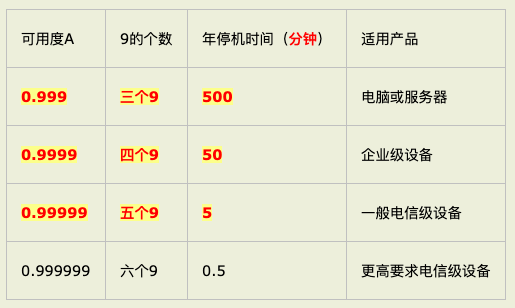 可用度A 9的个数 年停机时间（分钟） 适用产品
0.999 三个9 500 电脑或服务器
0.9999 四个9 50 企业级设备
0.99999 五个9 5 一般电信级设备
0.999999 六个9 0.5 更高要求电信级设备